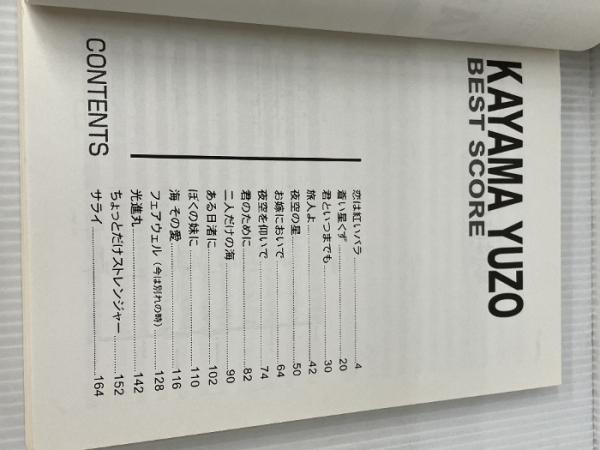 KAYAMA YUZO
BEST SCORE
CONTENTS
恋は紅いバラ 4
蒼い星くず 20
君といつまでも 30
旅人よ 42
夜空の星 50
お嫁においで 64
夜空を仰いで 74
君のために 82
二人だけの海 90
ある日渚に 102
ぼくの妹に 110
海 その愛 116
フェアウェル(今は別れの時) 128
光進丸 142
ちょっとだけストレンジャー 152
サライ 164